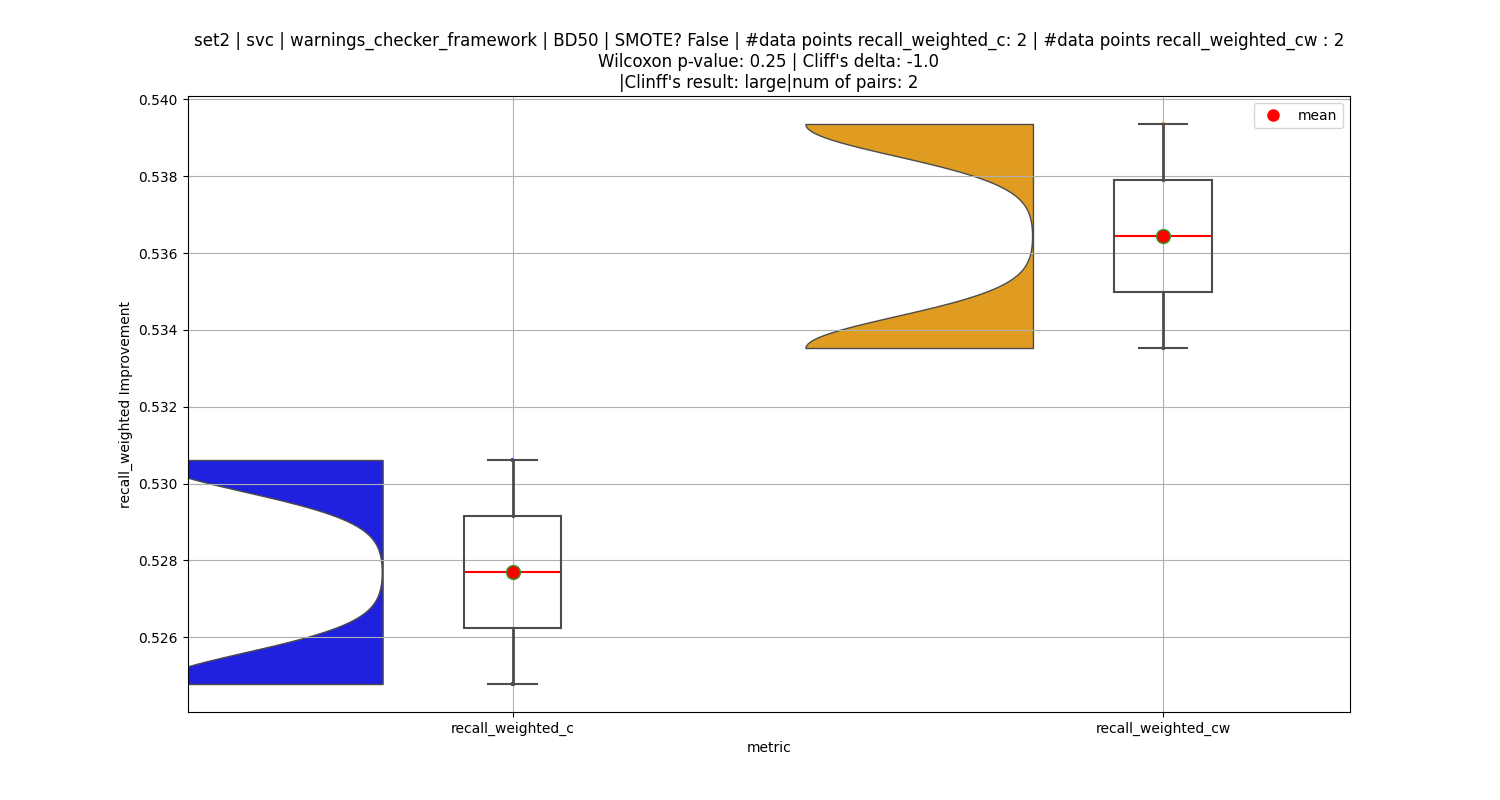 set2 | svc | warnings_checker_framework | BD50 | SMOTE? False | #data points recall_weighted_c: 2 | #data points recall_weighted_cw : 2
Wilcoxon p-value: 0.25 | Cliff's delta: -1.0
|Clinff's result: large|num of pairs: 2
mean
0.540
0.538
0.536
0.534
0.532
0.530
0.528
0.526
recall_weighted Improvement
recall_weighted_c
recall_weighted_cw
metric